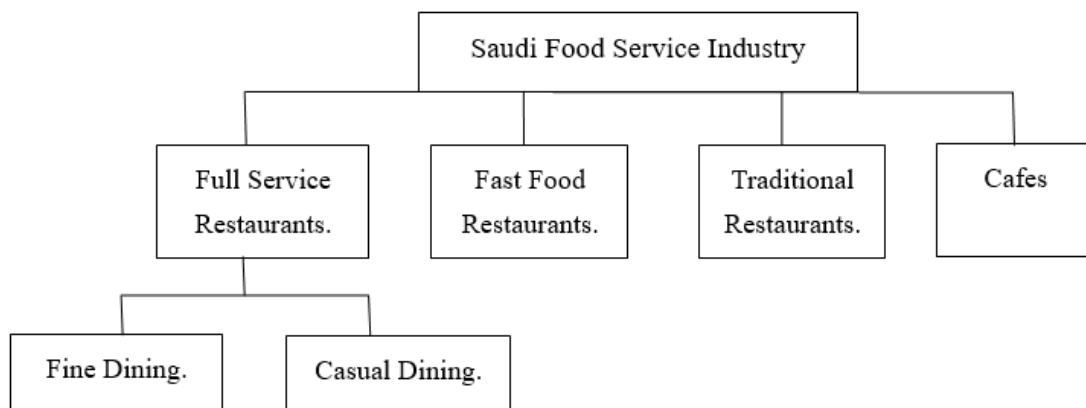 Saudi Food Service Industry
Full Service
Restaurants.
Fast Food
Restaurants.
Traditional
Restaurants.
Cafes
Fine Dining.
Casual Dining.